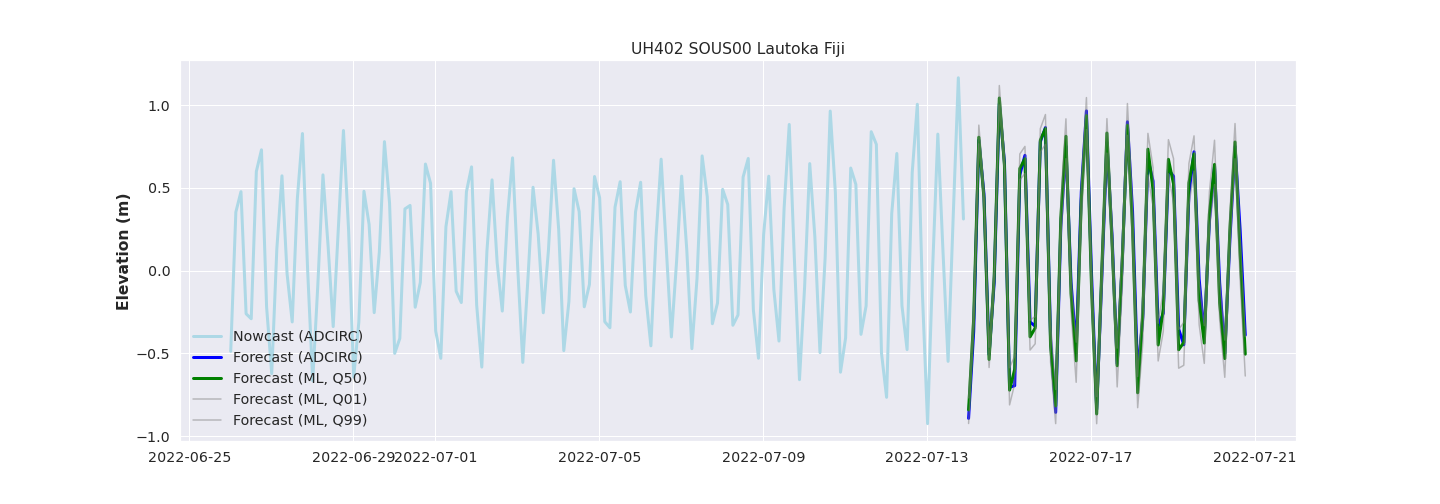 UH402 SOUS00 Lautoka Fiji
Elevation (m)
1.0
0.5
0.0
−0.5
−1.0
Nowcast (ADCIRC)
Forecast (ADCIRC)
Forecast (ML, Q50)
Forecast (ML, Q01)
Forecast (ML, Q99)
2022-06-25 2022-06-29 2022-07-01 2022-07-05 2022-07-09 2022-07-13 2022-07-17 2022-07-21